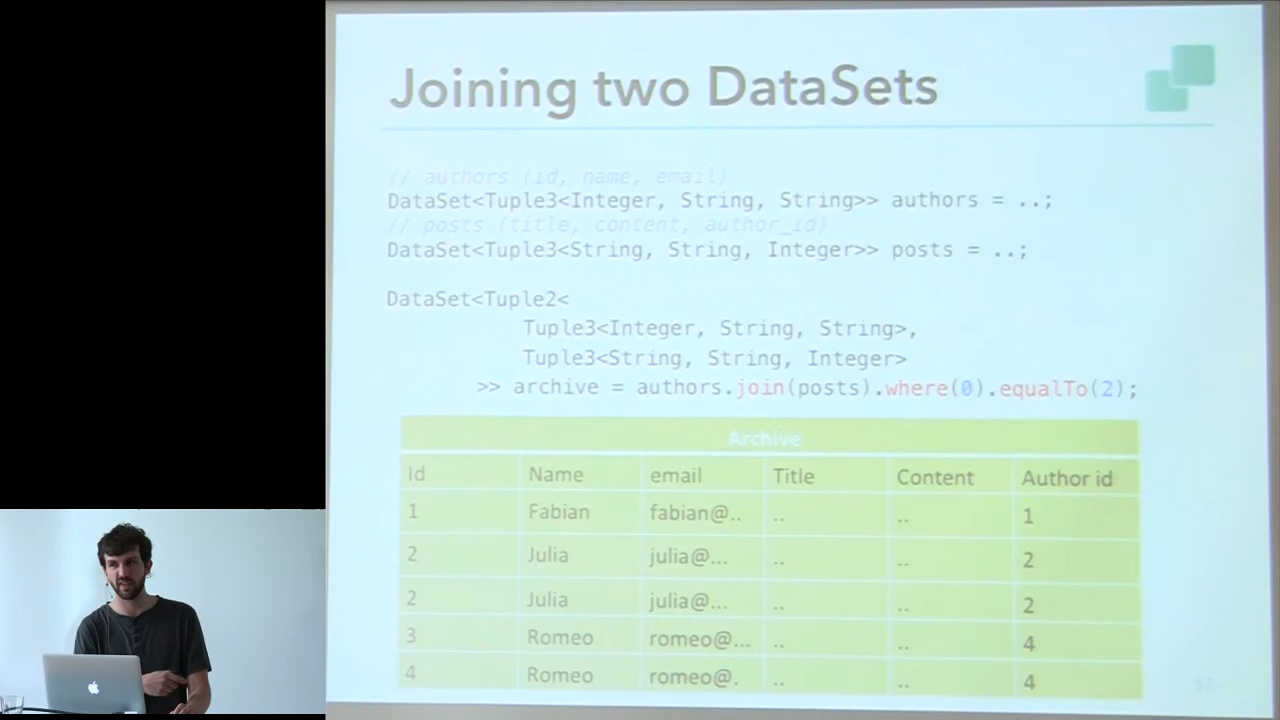 Joining two DataSets
// authors (id, name, email)
DataSet<Tuple3<Integer, String, String>> authors = ..;
// posts (title, content, author_id)
DataSet<Tuple3<String, String, Integer>> posts = ..;
DataSet<Tuple2<
Tuple3<Integer, String, String>,
Tuple3<String, String, Integer>
>> archive = authors.join(posts).where(0).equalTo(2);
Archive
Id Name email Title Content Author id
1 Fabian fabian@.. .. .. 1
2 Julia julia@... .. .. 2
2 Julia julia@... .. .. 2
3 Romeo romeo@... .. .. 4
4 Romeo romeo@. .. .. 4